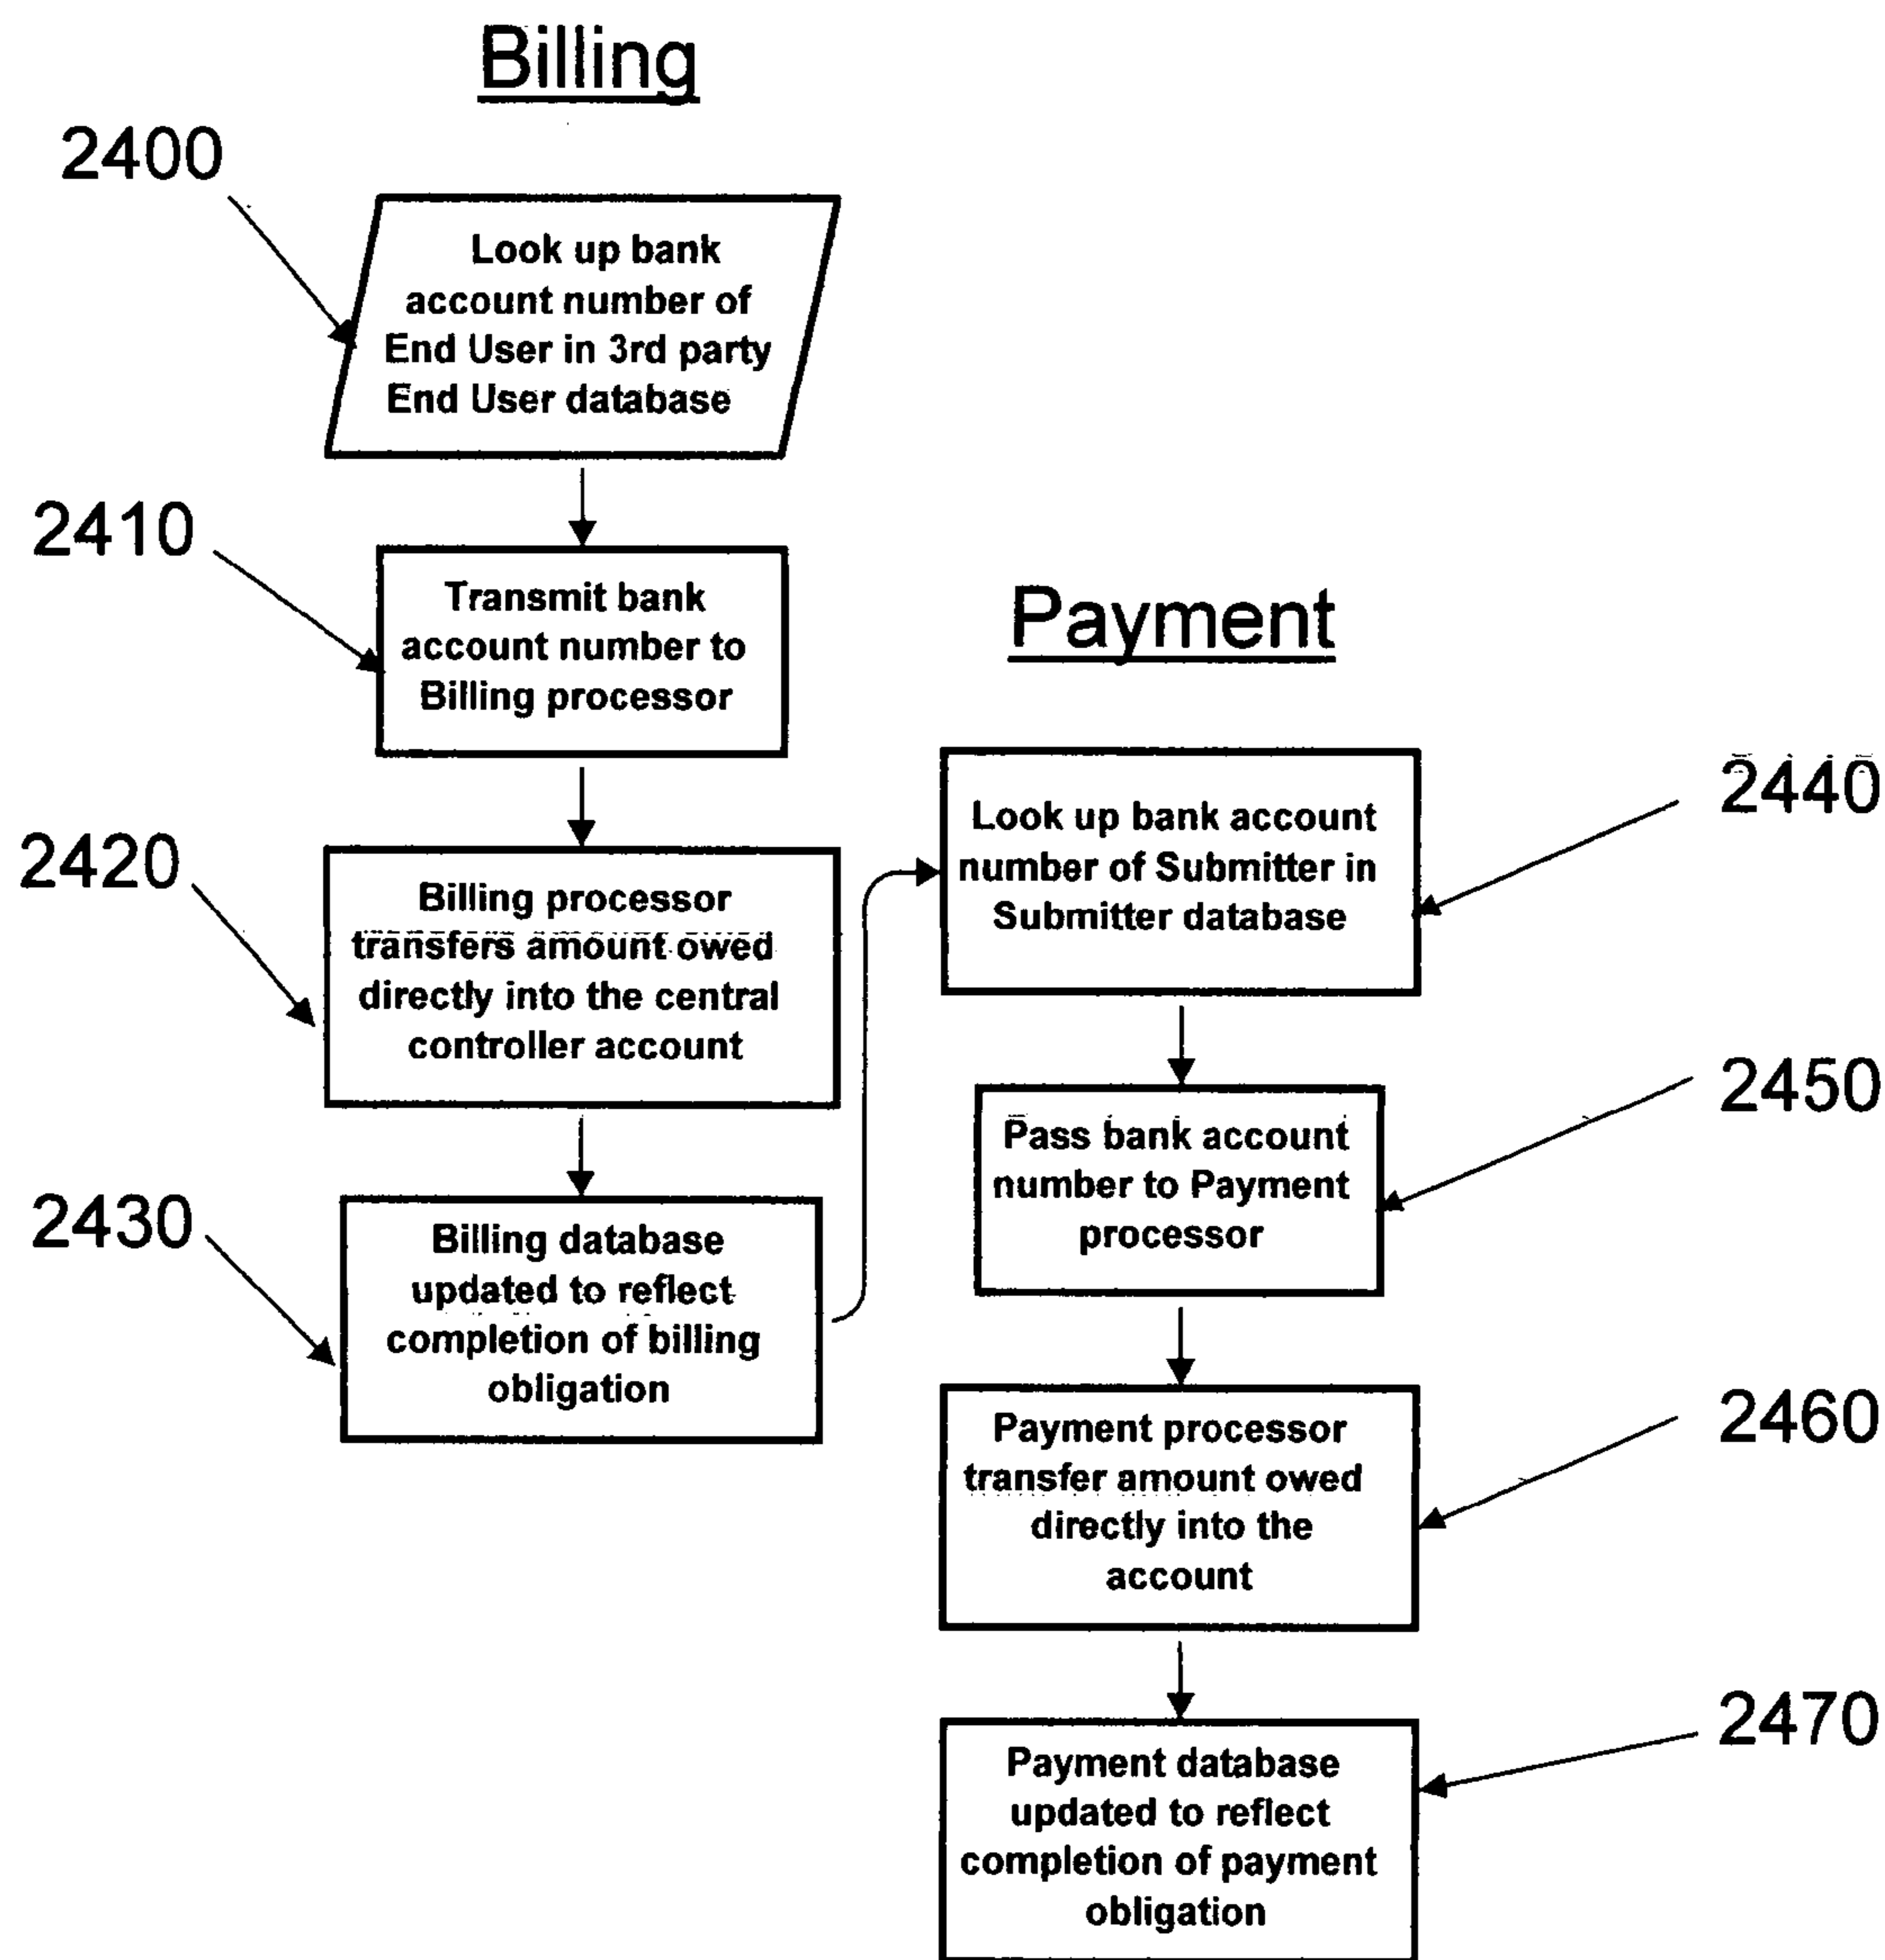 Billing
2400
Look up bank
account number of
End User in 3rd party
End User database
2410
Transmit bank
account number to
Billing processor
2420
Billing processor
transfers amount owed
directly into the central
controller account
2430
Billing database
updated to reflect
completion of billing
obligation
Payment
2440
Look up bank account
number of Submitter in
Submitter database
2450
Pass bank account
number to Payment
processor
2460
Payment processor
transfer amount owed
directly into the
account
2470
Payment database
updated to reflect
completion of payment
obligation